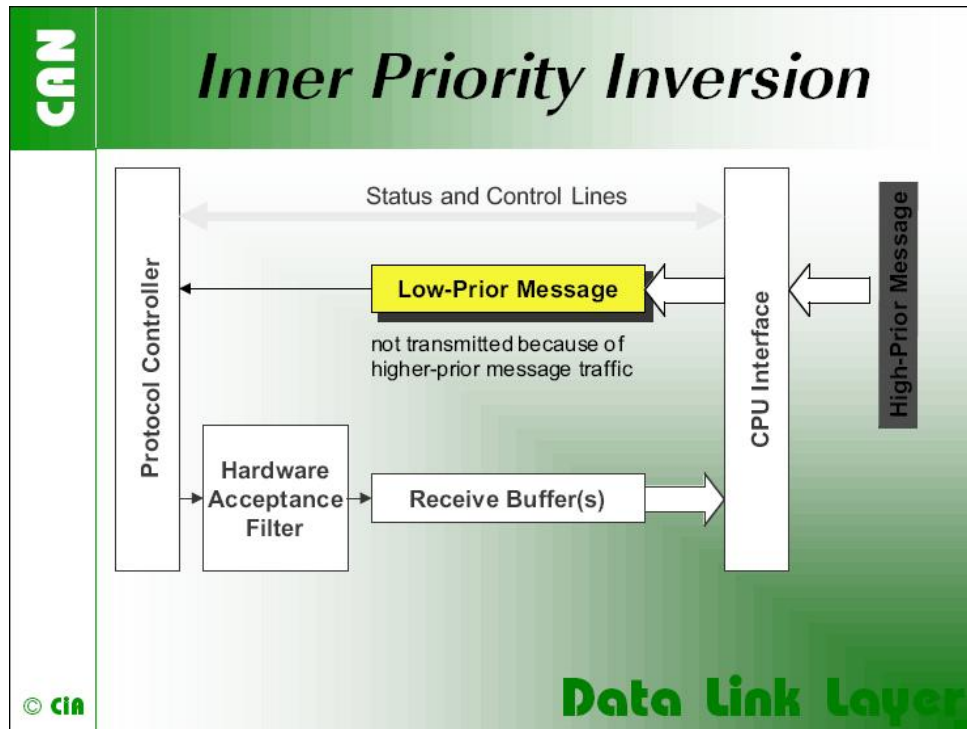 CAN
Inner Priority Inversion
Status and Control Lines
Protocol Controller
Low-Prior Message
not transmitted because of
higher-prior message traffic
CPU Interface
High-Prior Message
Hardware
Acceptance
Filter
Receive Buffer(s)
© CiA
Data Link Layer